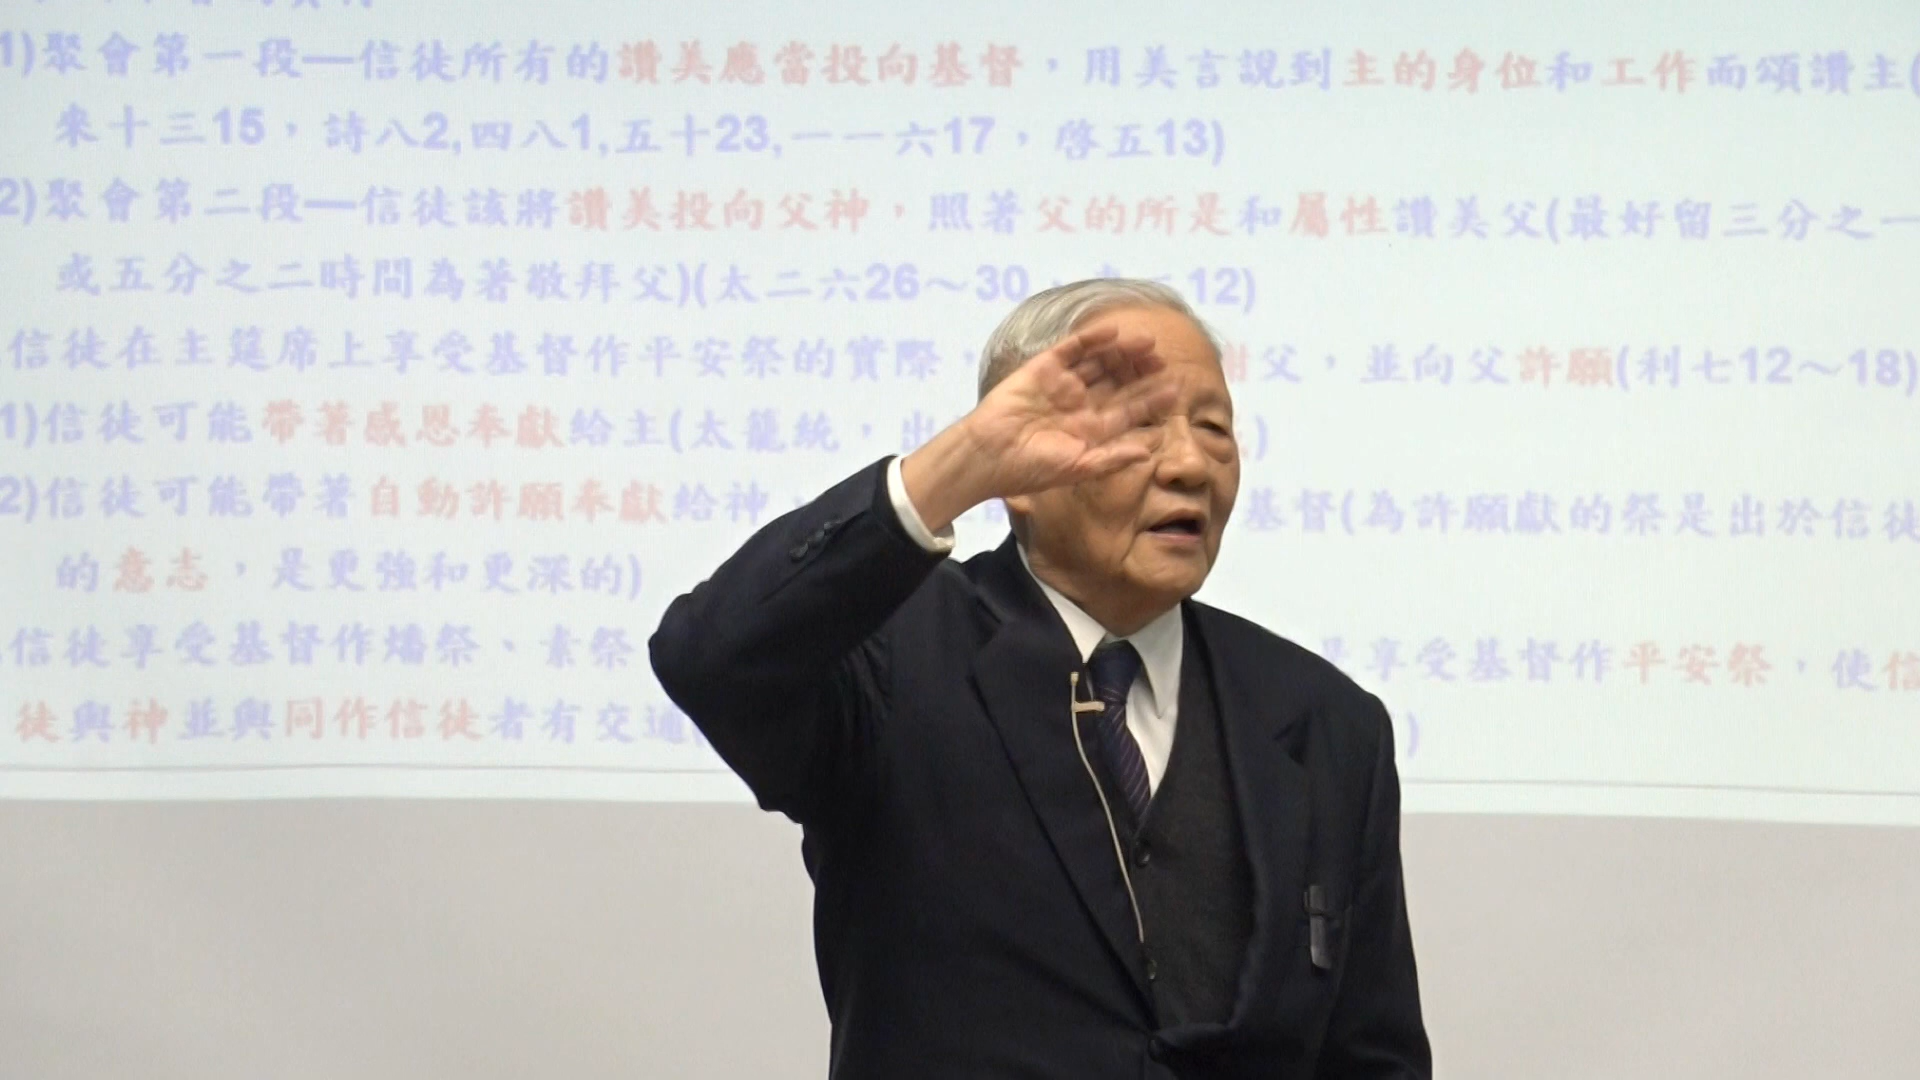 1)聚會第一段—信徒所有的讚美應當投向基督，用美言說到主的身位和工作而頌讚主(
來十三15，詩八2,四八1,五十23,一一六17，啓五13)
2)聚會第二段—信徒該將讚美投向父神，照著父的所是和屬性讚美父(最好留三分之一
或五分之二時間為著敬拜父)(太二六26～30、 12)
信徒在主筵席上享受基督作平安祭的實際， 謝父，並向父許願(利七12～18)
1)信徒可能帶著感恩奉獻給主(太籠統，出 )
2)信徒可能帶著自動許願奉獻給神， 基督(為許願獻的祭是出於信徒
的意志，是更強和更深的)
信徒享受基督作燔祭、素祭 享受基督作平安祭，使信
徒與神並與同作信徒者有交通 )